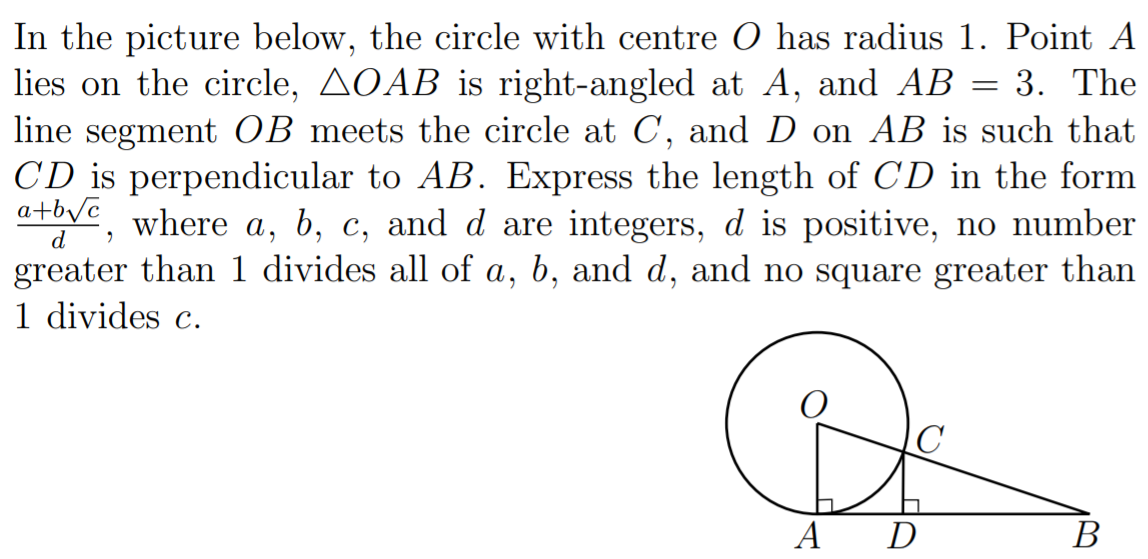 In the picture below, the circle with centre O has radius 1. Point A
lies on the circle, △OAB is right-angled at A, and AB = 3. The
line segment OB meets the circle at C, and D on AB is such that
CD is perpendicular to AB. Express the length of CD in the form
a+b√c/d, where a, b, c, and d are integers, d is positive, no number
greater than 1 divides all of a, b, and d, and no square greater than
1 divides c.
O
C
A D B